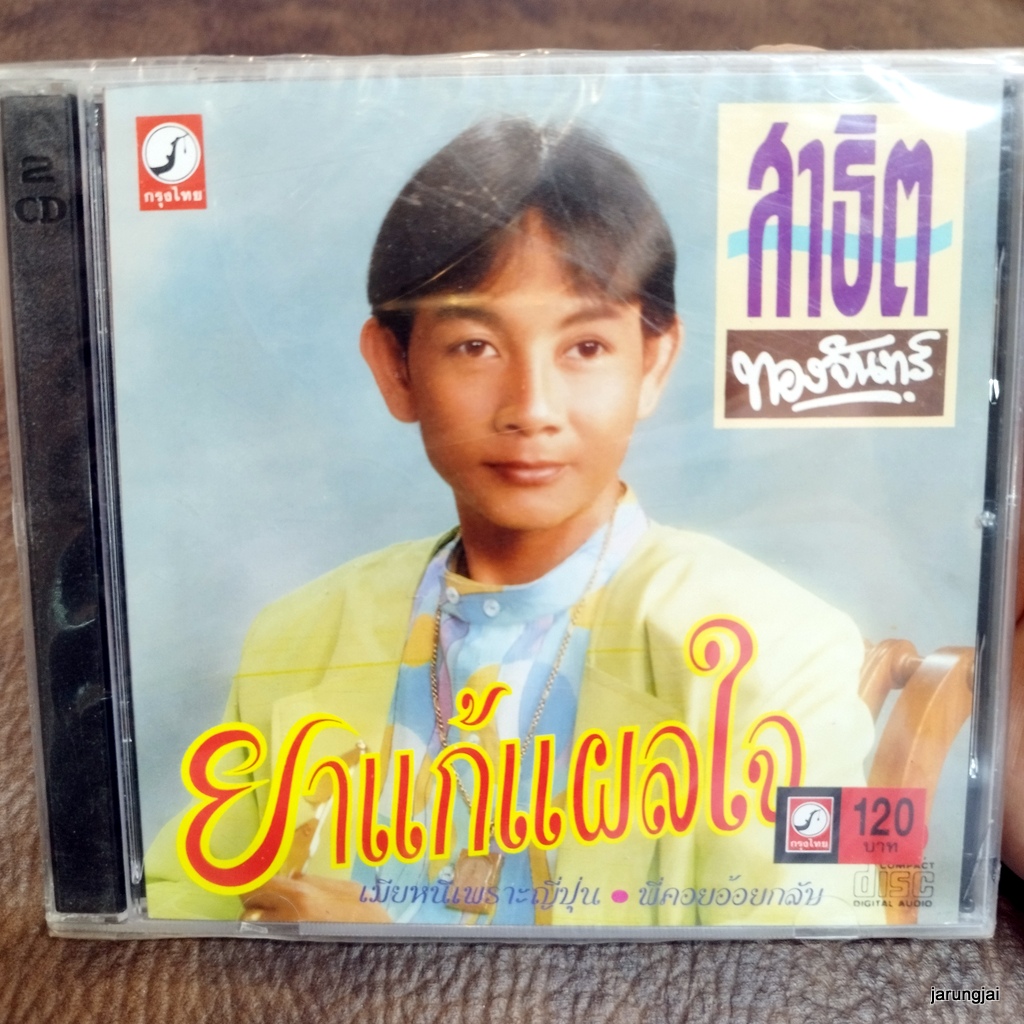 2
CD
กรุงไทย
สาธิต
ทองจันทร์
ยาแก้แผลใจ
เมียหนีเพราะญี่ปุ่น • พี่คอยอ้อยกลับ
กรุงไทย
120
บาท
COMPACT
disc
DIGITAL AUDIO
jarungjai